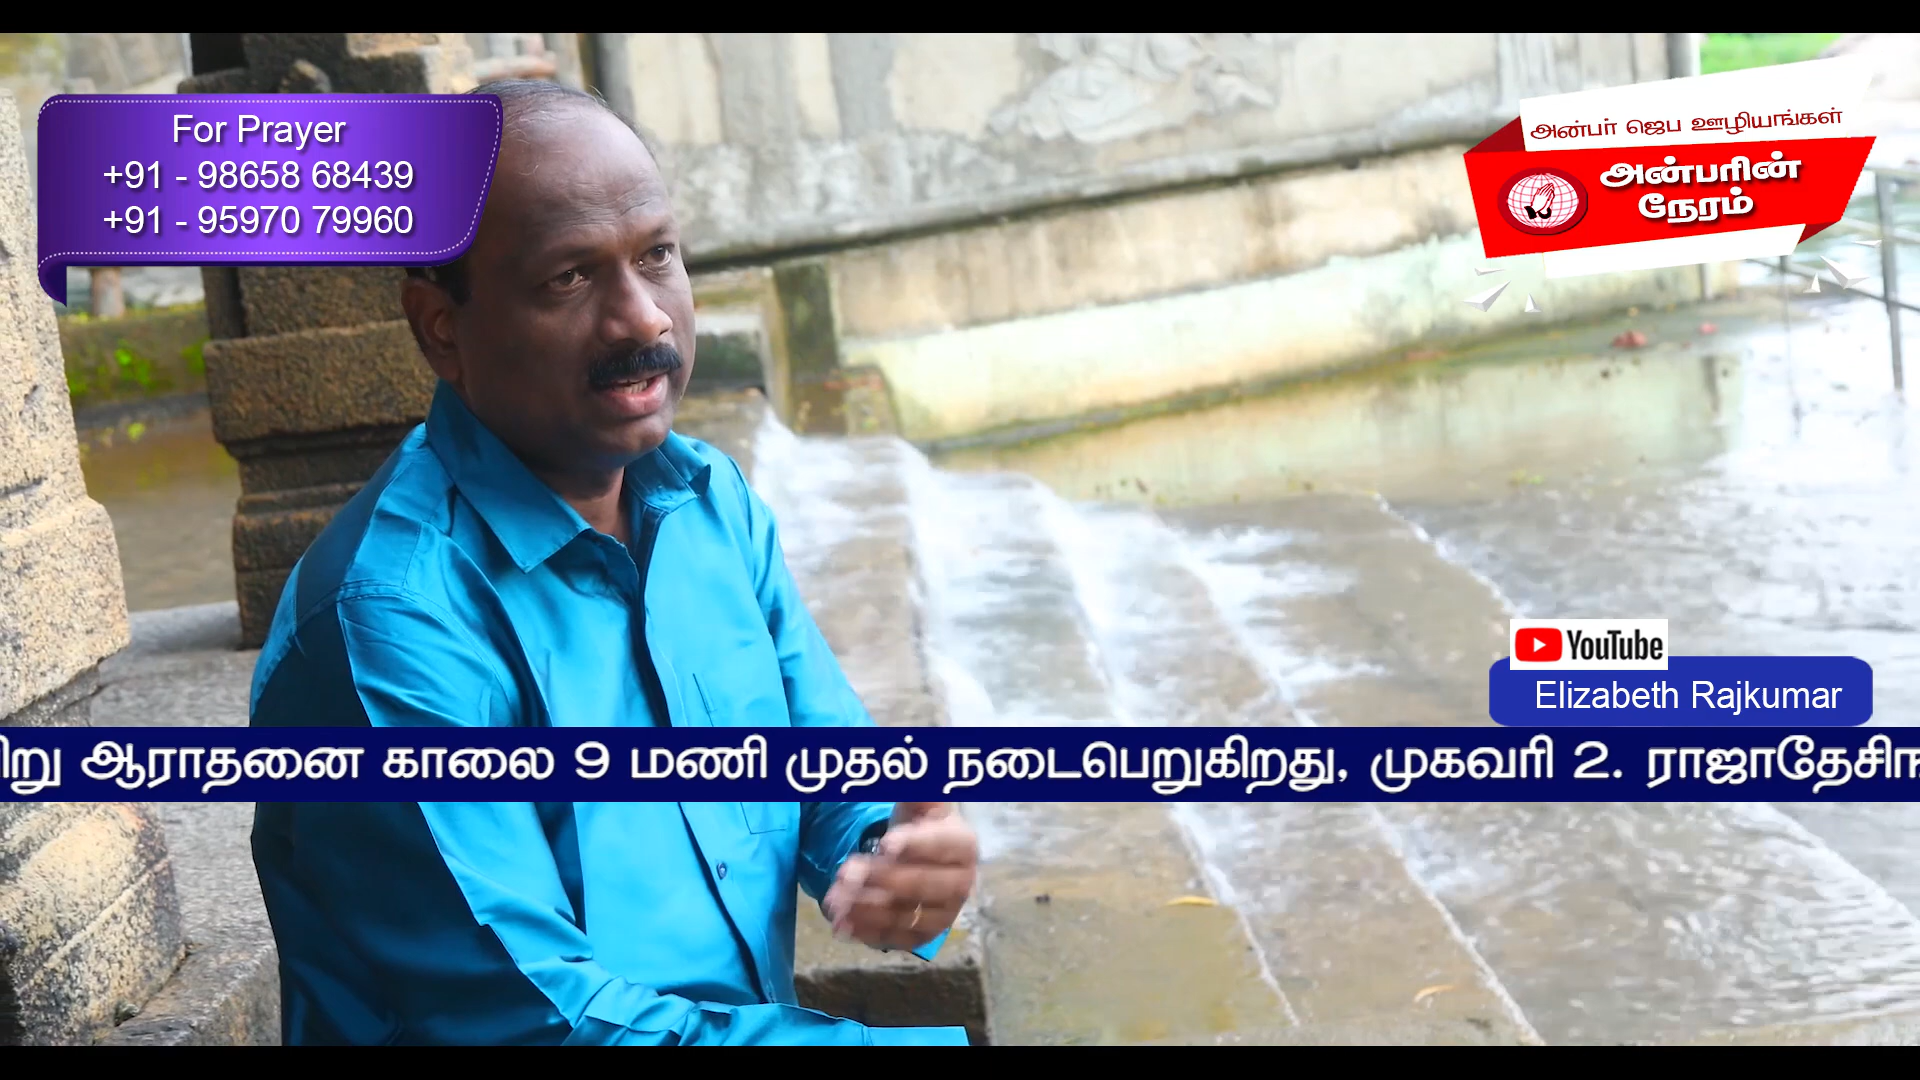 For Prayer
+91 - 98658 68439
+91 - 95970 79960
அன்பர் ஜெப ஊழியங்கள்
அன்பரின்
நேரம்
YouTube
Elizabeth Rajkumar
ஆராதனை காலை 9 மணி முதல் நடைபெறுகிறது, முகவரி 2.